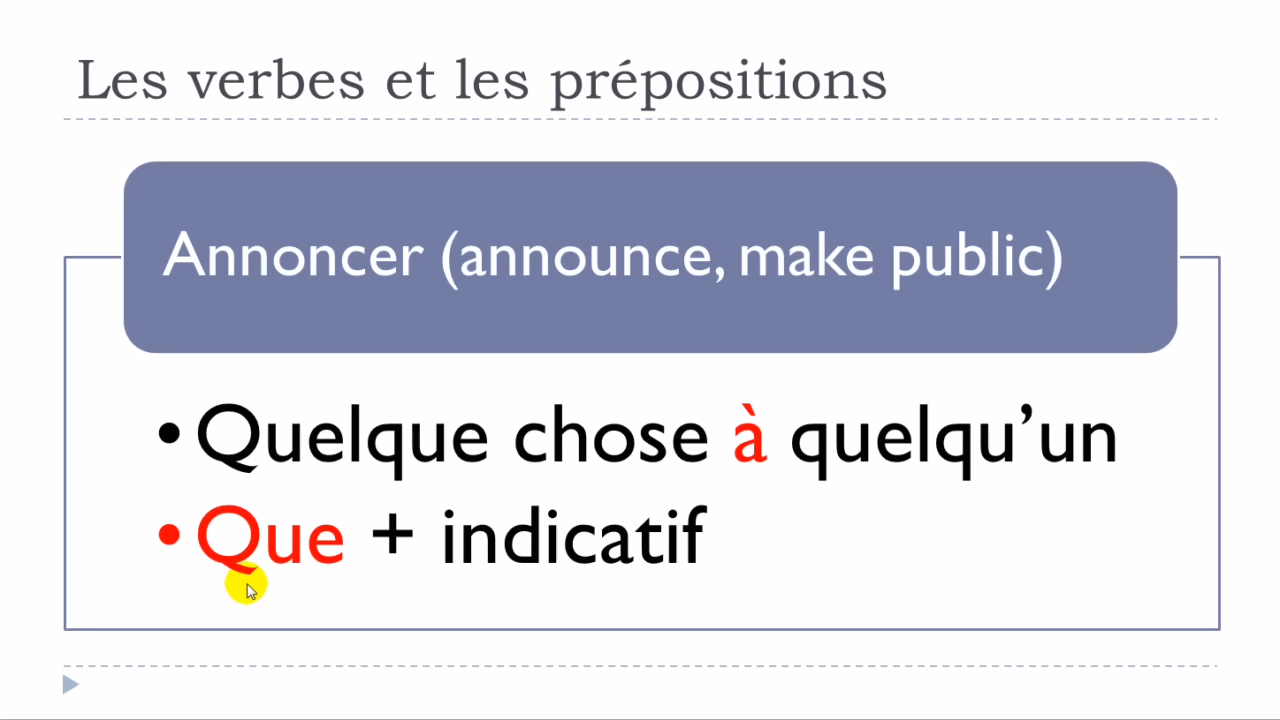 Les verbes et les prépositions
Annoncer (announce, make public)
•Quelque chose à quelqu’un
•Que + indicatif